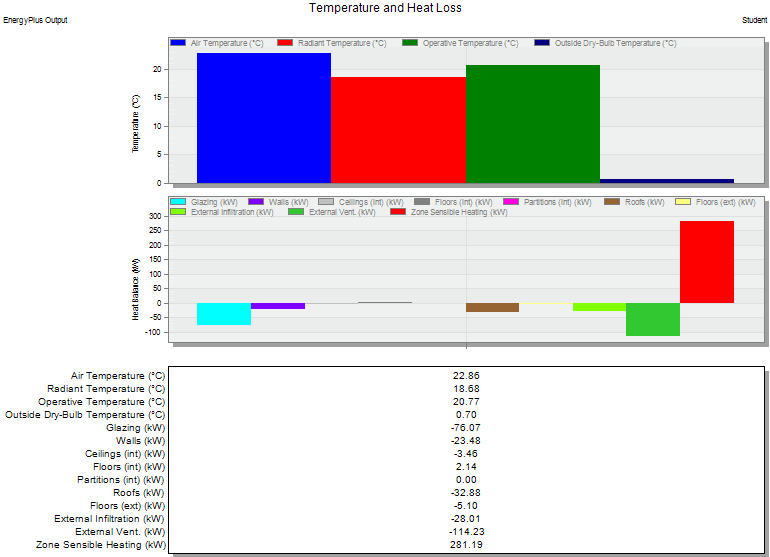 Temperature and Heat Loss
EnergyPlus Output Student
Air Temperature (°C) Radiant Temperature (°C) Operative Temperature (°C) Outside Dry-Bulb Temperature (°C)
20
15
10
5
0
Temperature (°C)
Glazing (kW) Walls (kW) Ceilings (int) (kW) Floors (int) (kW) Partitions (int) (kW) Roofs (kW) Floors (ext) (kW)
External Infiltration (kW) External Vent. (kW) Zone Sensible Heating (kW)
300
250
200
150
100
50
0
-50
-100
Heat Balance (kW)
Air Temperature (°C) 22.86
Radiant Temperature (°C) 18.68
Operative Temperature (°C) 20.77
Outside Dry-Bulb Temperature (°C) 0.70
Glazing (kW) -76.07
Walls (kW) -23.48
Ceilings (int) (kW) -3.46
Floors (int) (kW) 2.14
Partitions (int) (kW) 0.00
Roofs (kW) -32.88
Floors (ext) (kW) -5.10
External Infiltration (kW) -28.01
External Vent. (kW) -114.23
Zone Sensible Heating (kW) 281.19